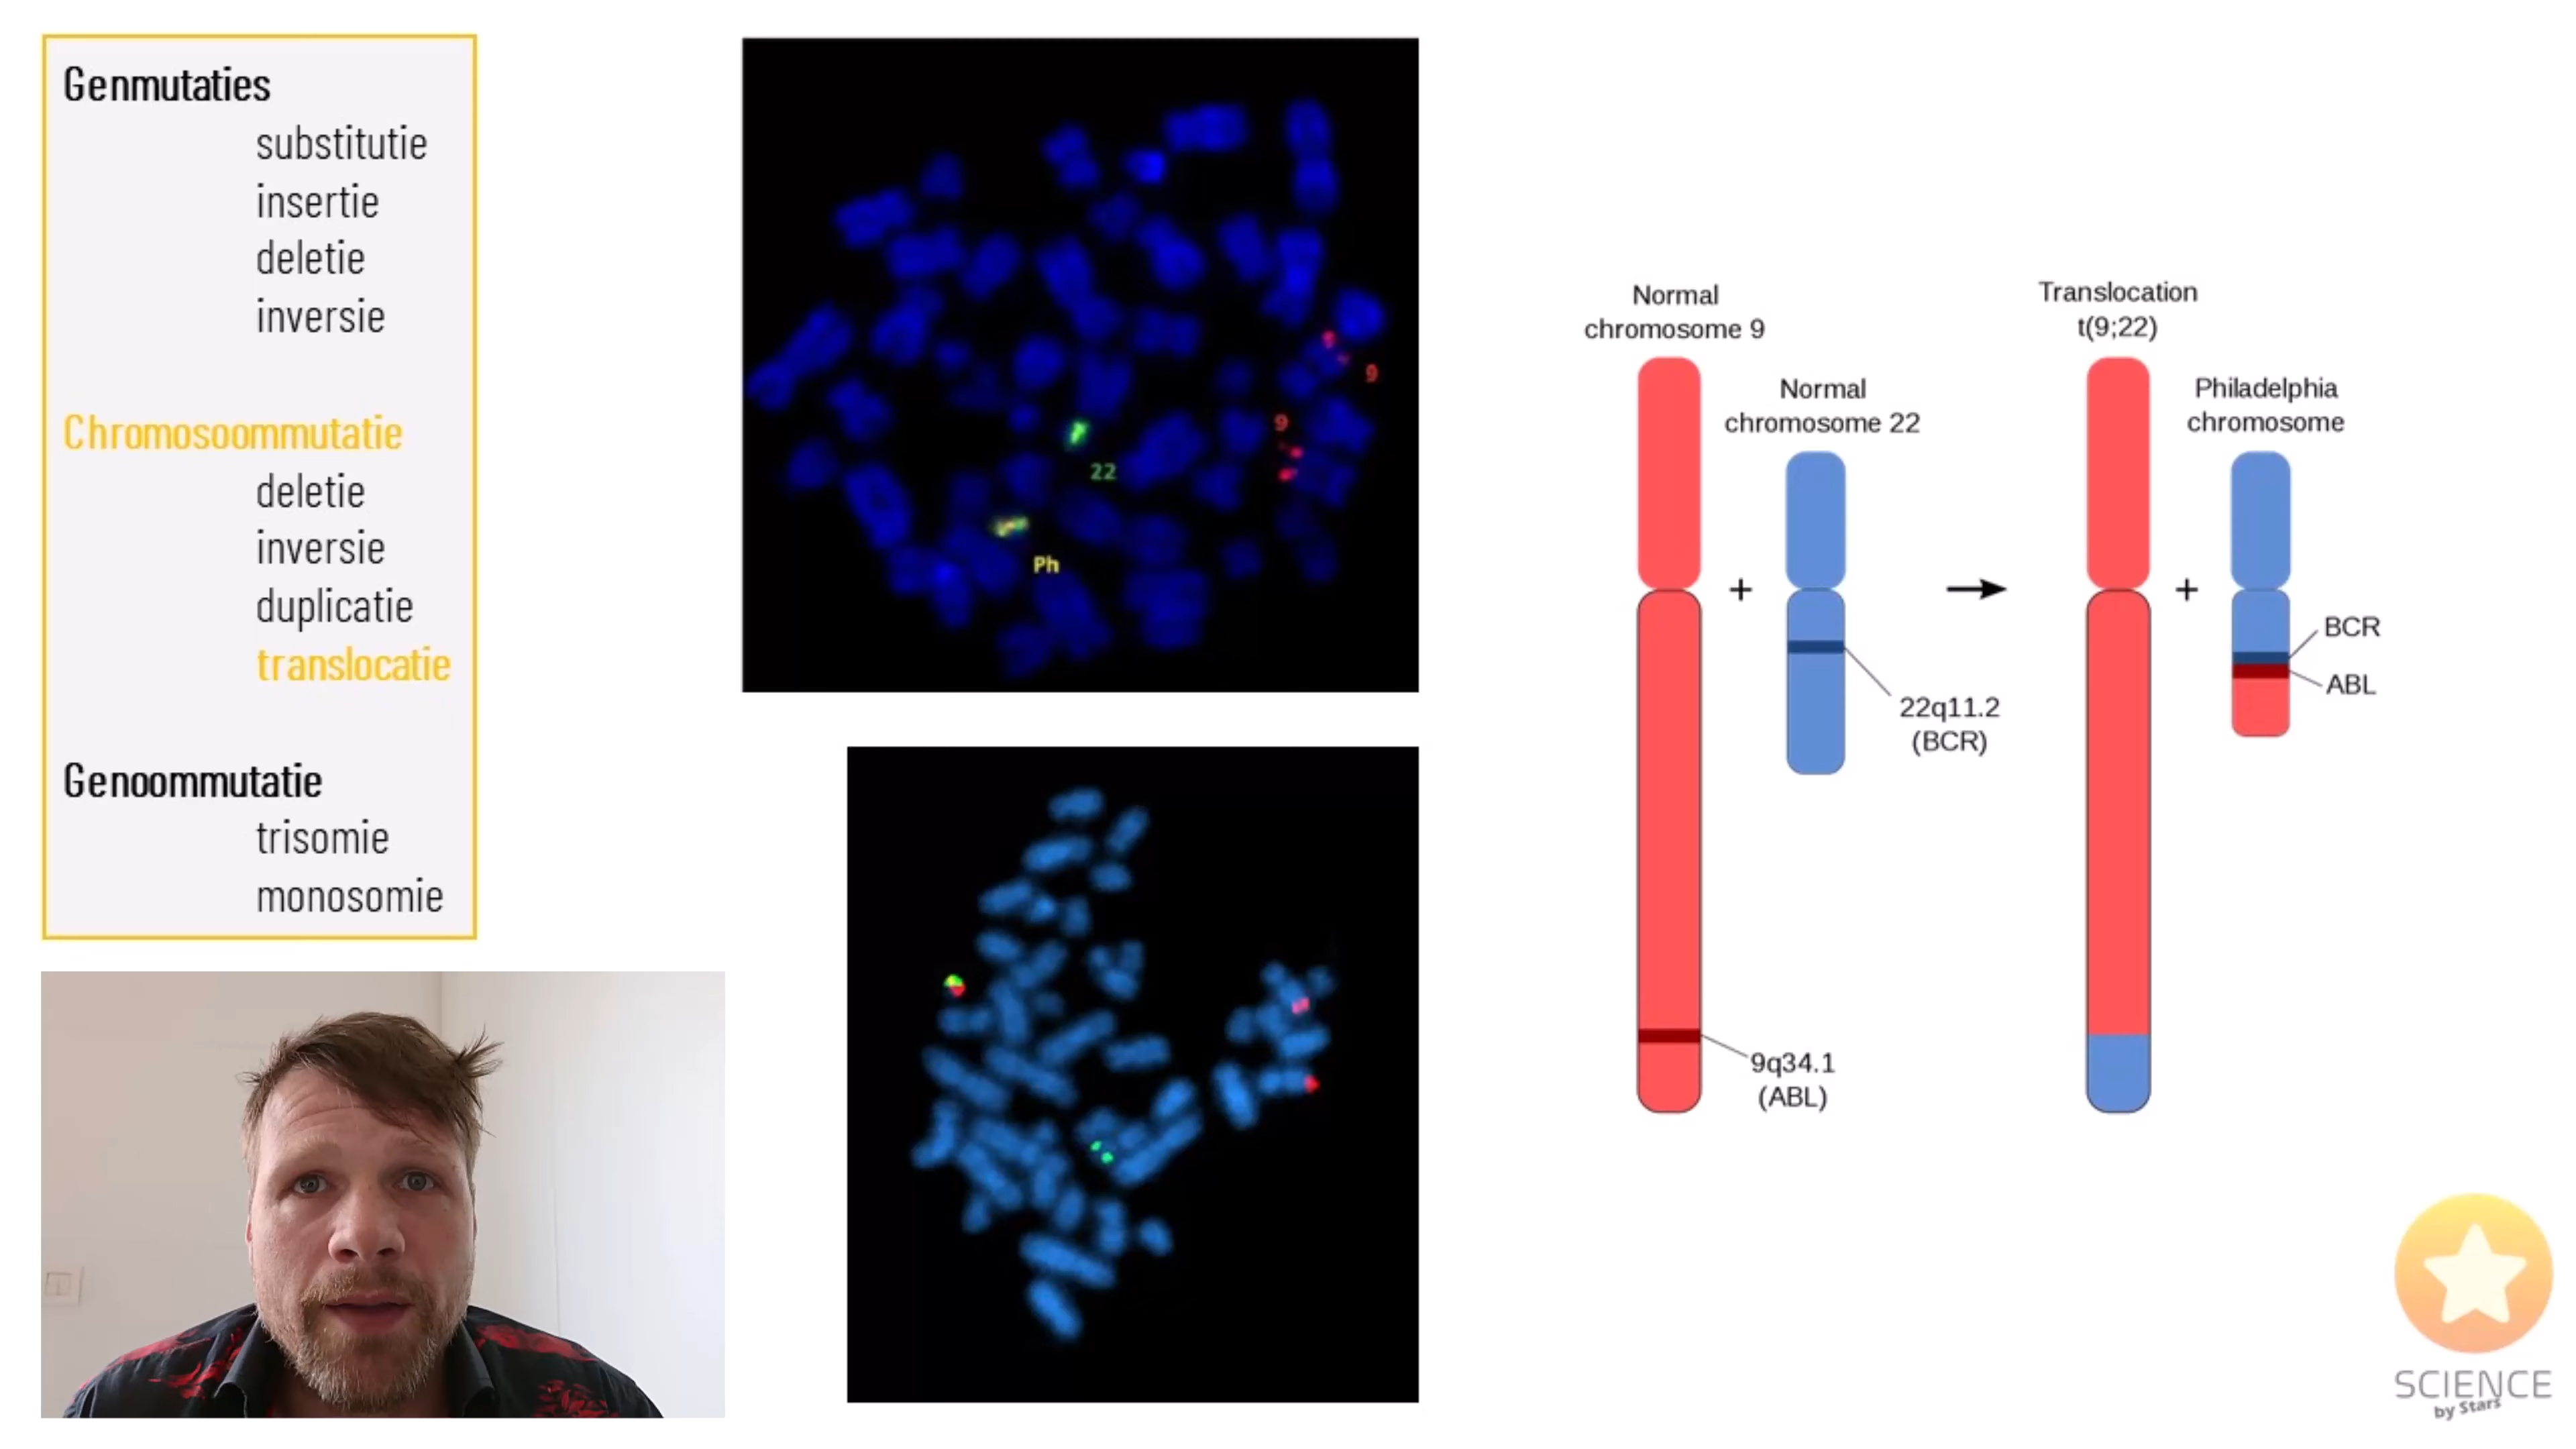 Genmutaties
substitutie
insertie
deletie
inversie
Chromosoommutatie
deletie
inversie
duplicatie
translocatie
Genoommutatie
trisomie
monosomie
9
9
22
Ph
Normal
chromosome 9
Normal
chromosome 22
+
22q11.2
(BCR)
9q34.1
(ABL)
Translocation
t(9;22)
Philadelphia
chromosome
+
BCR
ABL
SCIENCE
by Stars